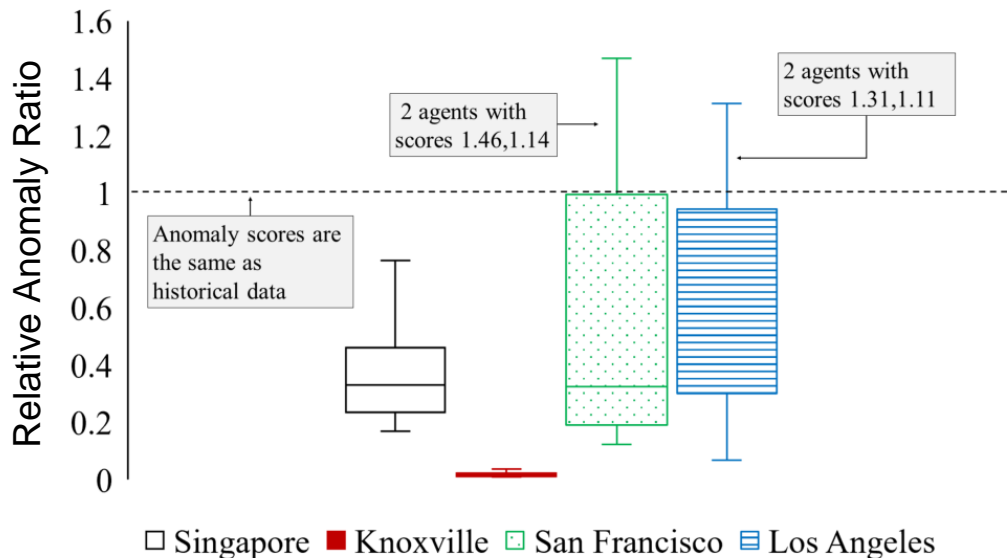 Relative Anomaly Ratio
1.6
1.4
1.2
1
0.8
0.6
0.4
0.2
0
2 agents with
scores 1.46,1.14
2 agents with
scores 1.31,1.11
Anomaly scores are
the same as
historical data
Singapore Knoxville San Francisco Los Angeles